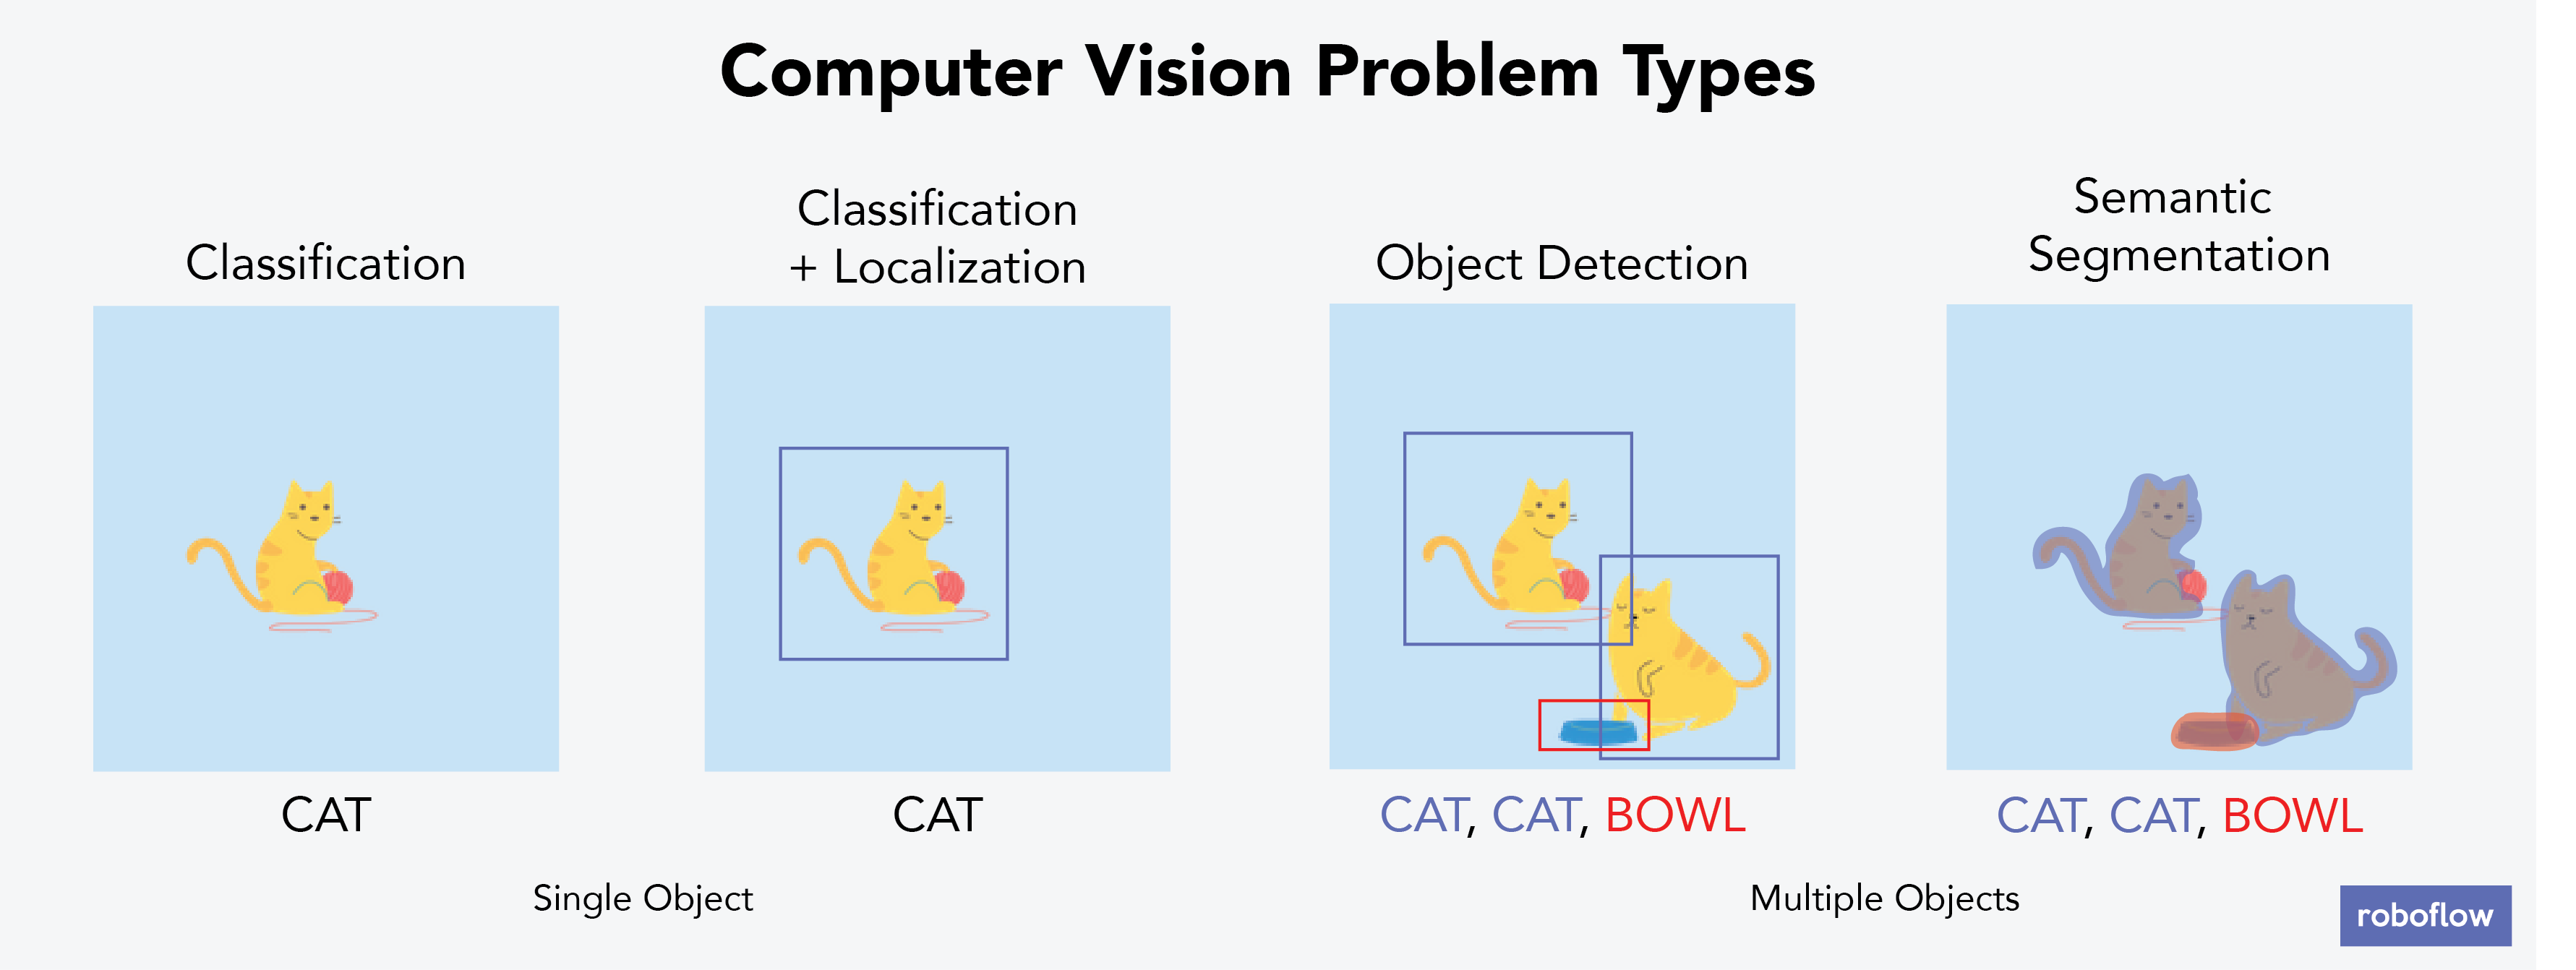 Computer Vision Problem Types
Classification
Classification
+ Localization
Object Detection
Semantic
Segmentation
CAT
CAT
CAT, CAT, BOWL
CAT, CAT, BOWL
Single Object
Multiple Objects
roboflow